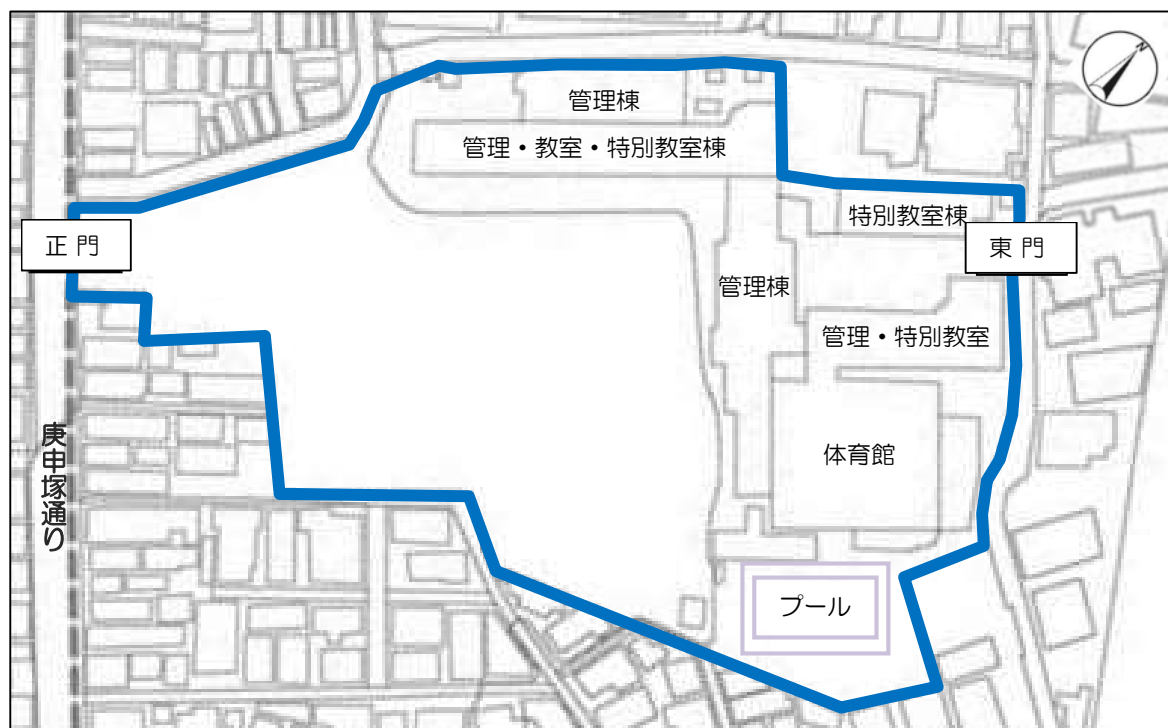 N
管理棟
管理・教室・特別教室棟
特別教室棟
正 門
東 門
管理棟
管理・特別教室
庚申塚通り
体育館
プール